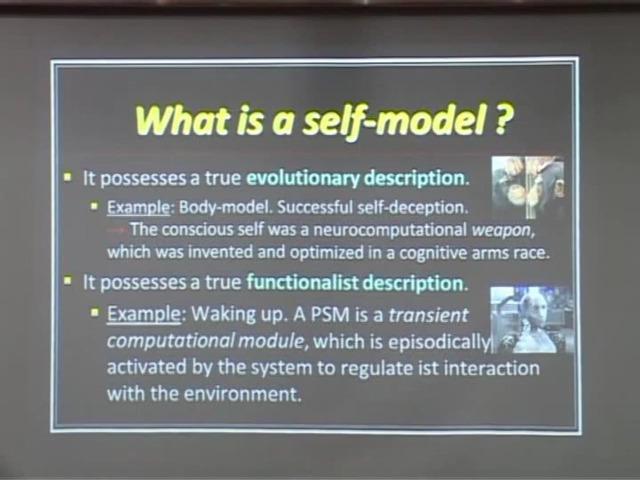 What is a self-model ?
It possesses a true evolutionary description.
Example: Body-model. Successful self-deception.
→ The conscious self was a neurocomputational weapon,
which was invented and optimized in a cognitive arms race.
It possesses a true functionalist description.
Example: Waking up. A PSM is a transient
computational module, which is episodically
activated by the system to regulate ist interaction
with the environment.